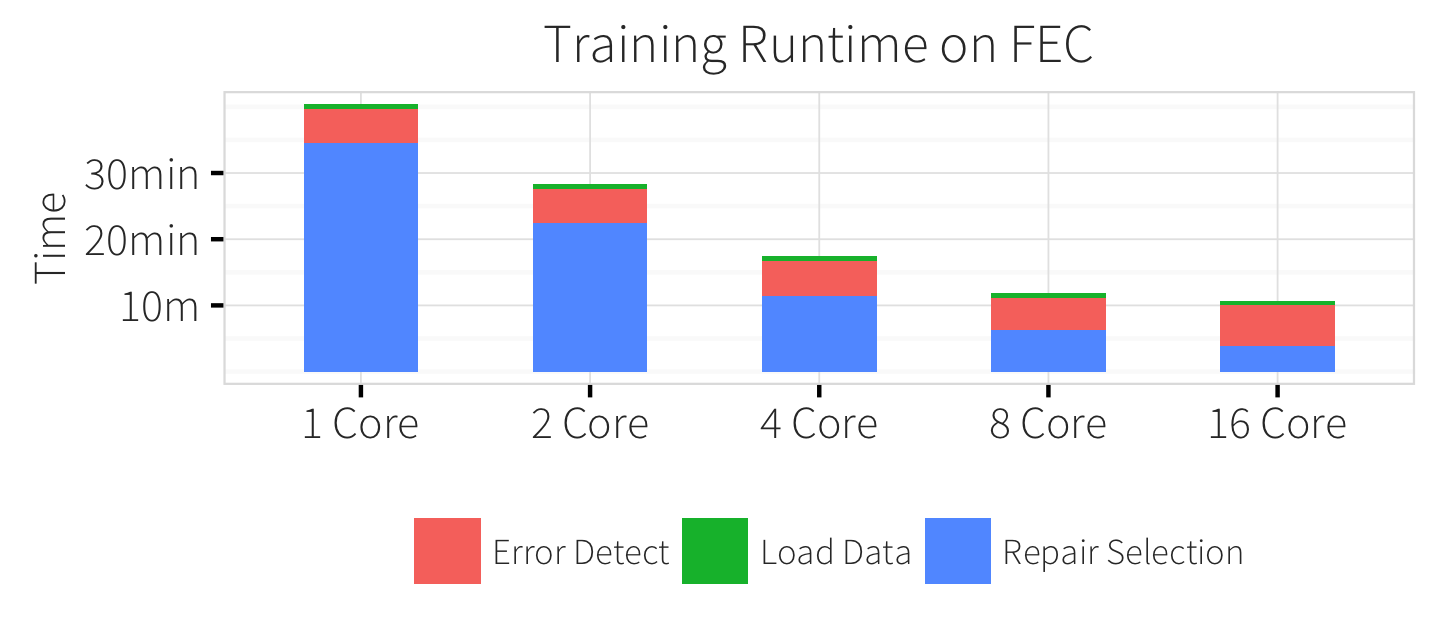 Training Runtime on FEC
Time
30min
20min
10m
1 Core 2 Core 4 Core 8 Core 16 Core
Error Detect Load Data Repair Selection